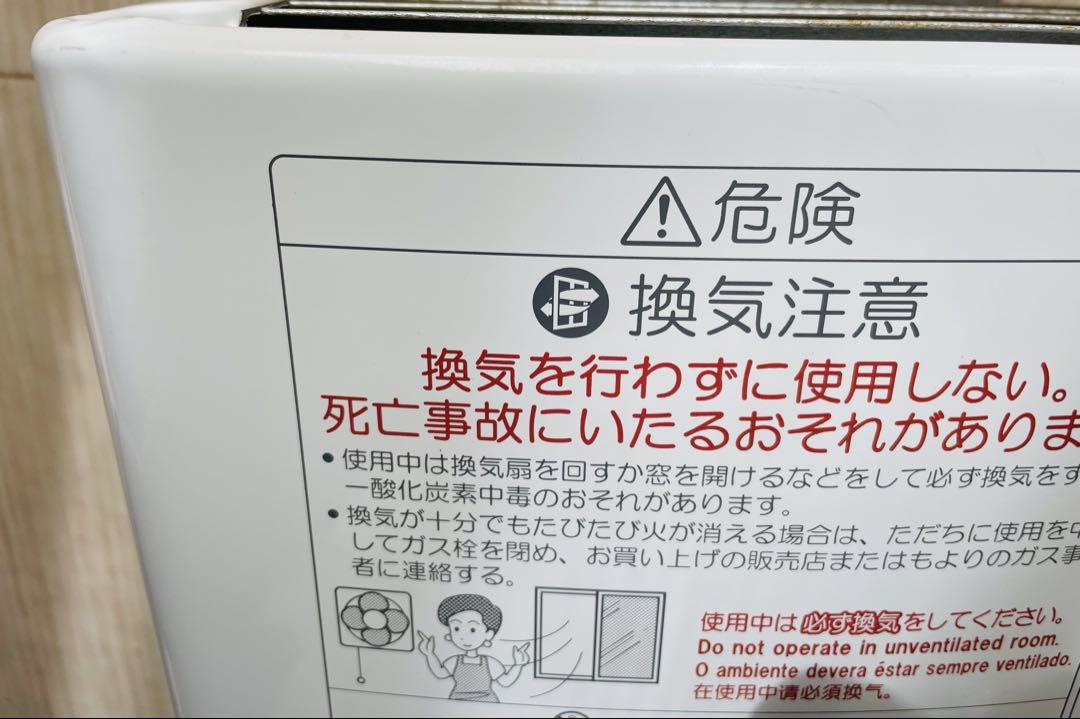 危険
換気注意
換気を行わずに使用しない。
死亡事故にいたるおそれがありま
• 使用中は換気扇を回すか窓を開けるなどをして必ず換気をす
一酸化炭素中毒のおそれがあります。
• 換気が十分でもたびたび火が消える場合は、ただちに使用を中
してガス栓を閉め、お買い上げの販売店またはもよりのガス事
者に連絡する。
使用中は必ず換気をしてください。
Do not operate in unventilated room.
O ambiente devera éstar sempre ventilado.
在使用中请必须换气。